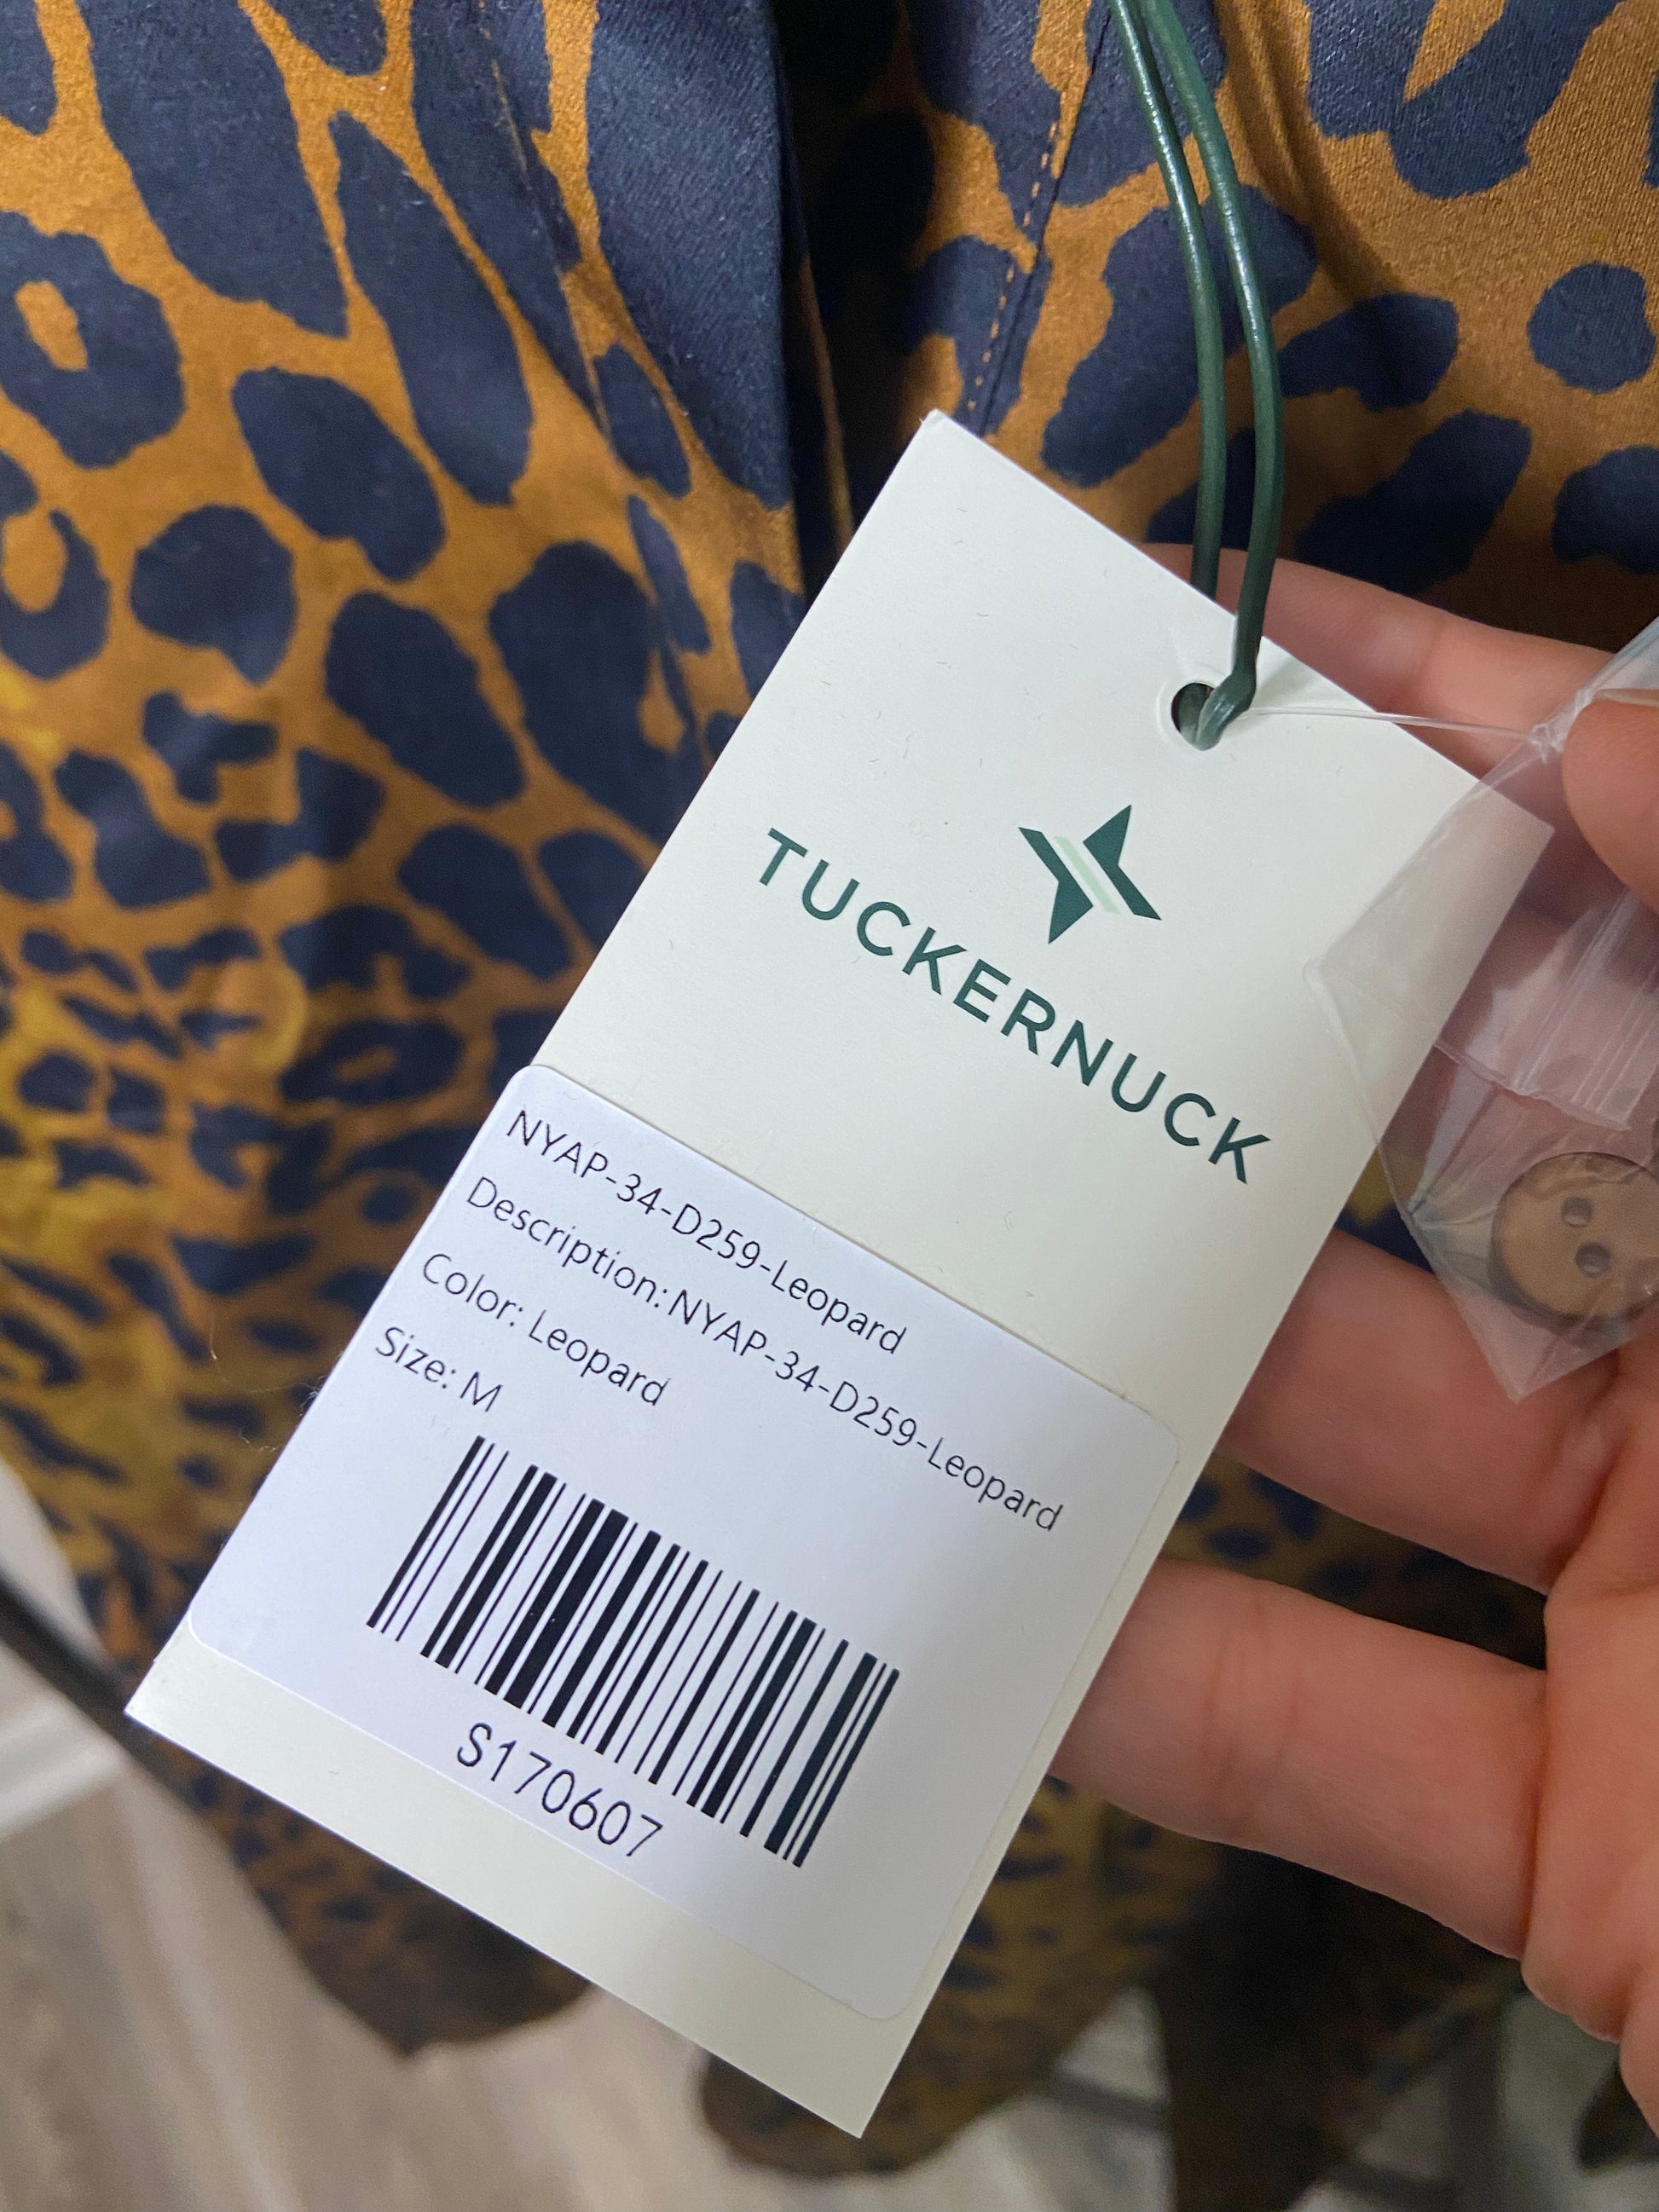 TUCKERNUCK
NYAP-34-D259-Leopard
Description: NYAP-34-D259-Leopard
Color: Leopard
Size: M
S170607